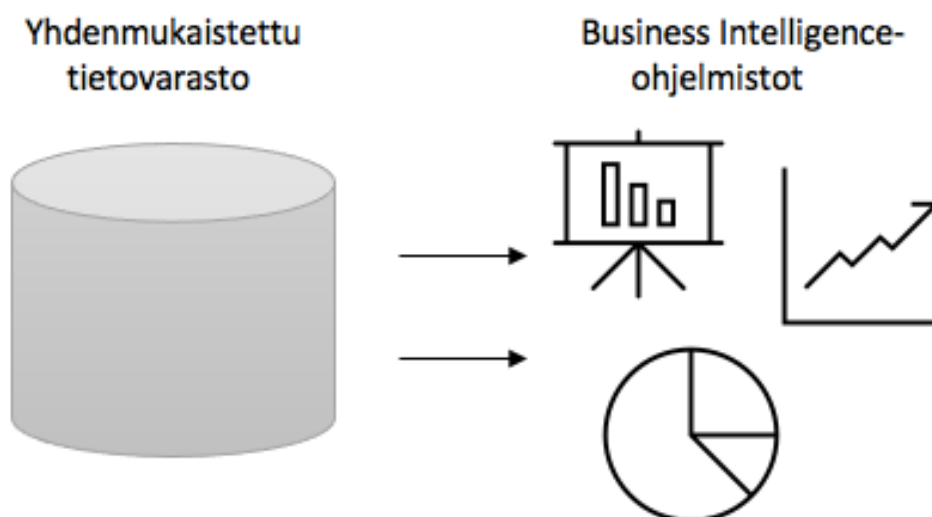 Yhdenmukaistettu
tietovarasto
Business Intelligence-
ohjelmistot